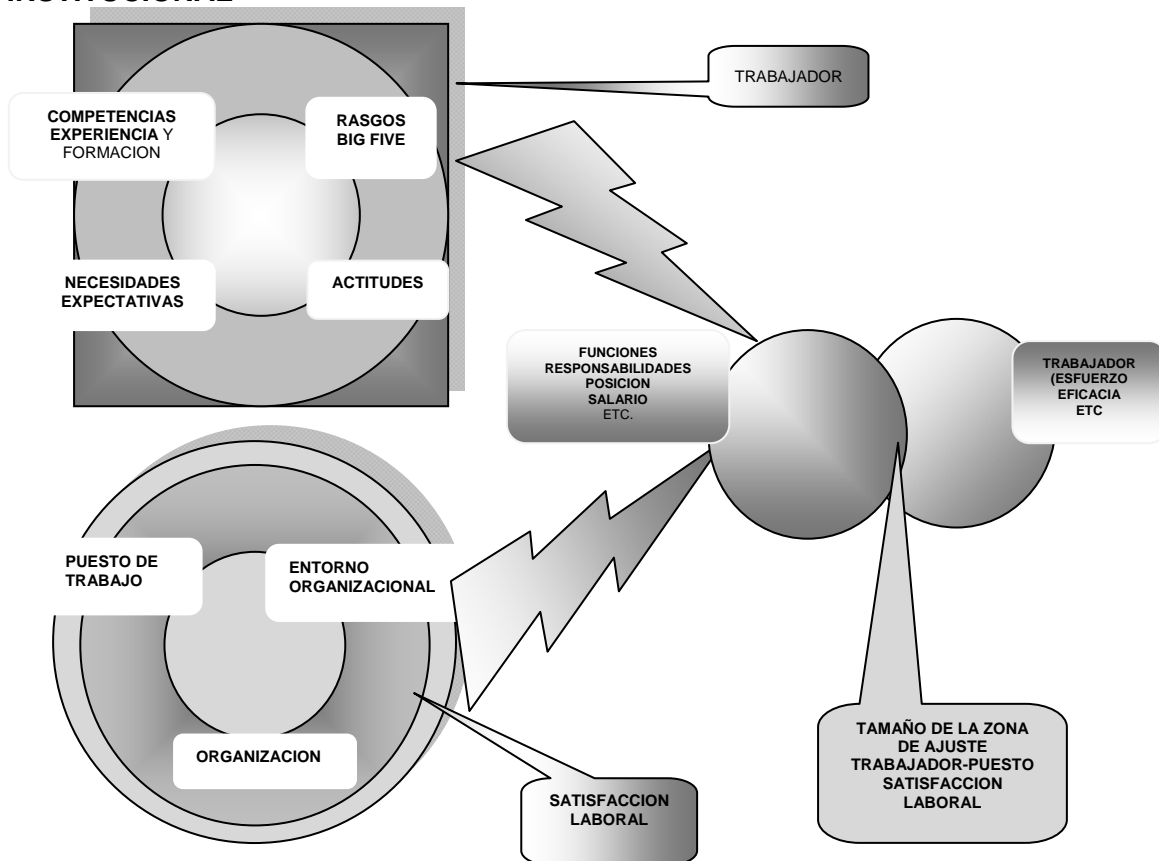 TRABAJADOR
COMPETENCIAS
EXPERIENCIA Y
FORMACION
RASGOS
BIG FIVE
NECESIDADES
EXPECTATIVAS
ACTITUDES
FUNCIONES
RESPONSABILIDADES
POSICION
SALARIO
ETC.
TRABAJADOR
(ESFUERZO
EFICACIA
ETC
PUESTO DE
TRABAJO
ENTORNO
ORGANIZACIONAL
ORGANIZACION
SATISFACCION
LABORAL
TAMAÑO DE LA ZONA
DE AJUSTE
TRABAJADOR-PUESTO
SATISFACCION
LABORAL